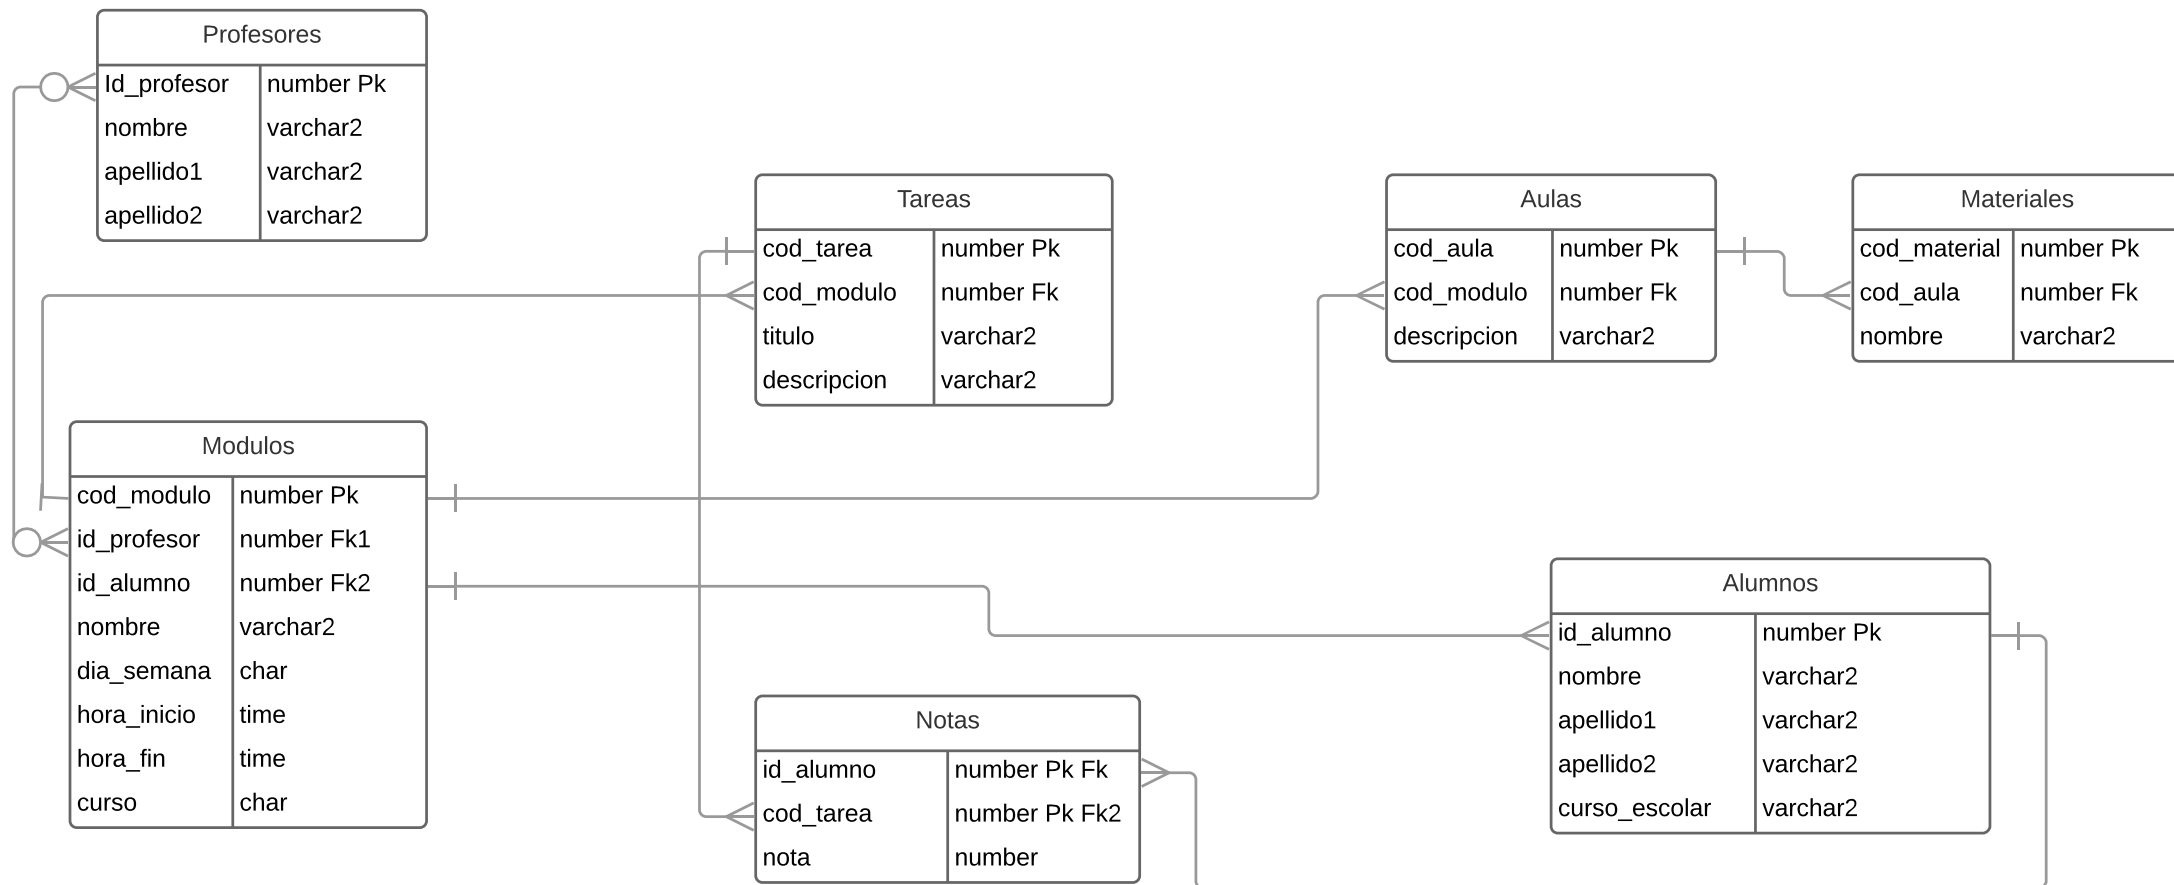 Profesores
Id_profesor number Pk
nombre varchar2
apellido1 varchar2
apellido2 varchar2
Tareas
cod_tarea number Pk
cod_modulo number Fk
titulo varchar2
descripcion varchar2
Aulas
cod_aula number Pk
cod_modulo number Fk
descripcion varchar2
Materiales
cod_material number Pk
cod_aula number Fk
nombre varchar2
Modulos
cod_modulo number Pk
id_profesor number Fk1
id_alumno number Fk2
nombre varchar2
dia_semana char
hora_inicio time
hora_fin time
curso char
Alumnos
id_alumno number Pk
nombre varchar2
apellido1 varchar2
apellido2 varchar2
curso_escolar varchar2
Notas
id_alumno number Pk Fk
cod_tarea number Pk Fk2
nota number